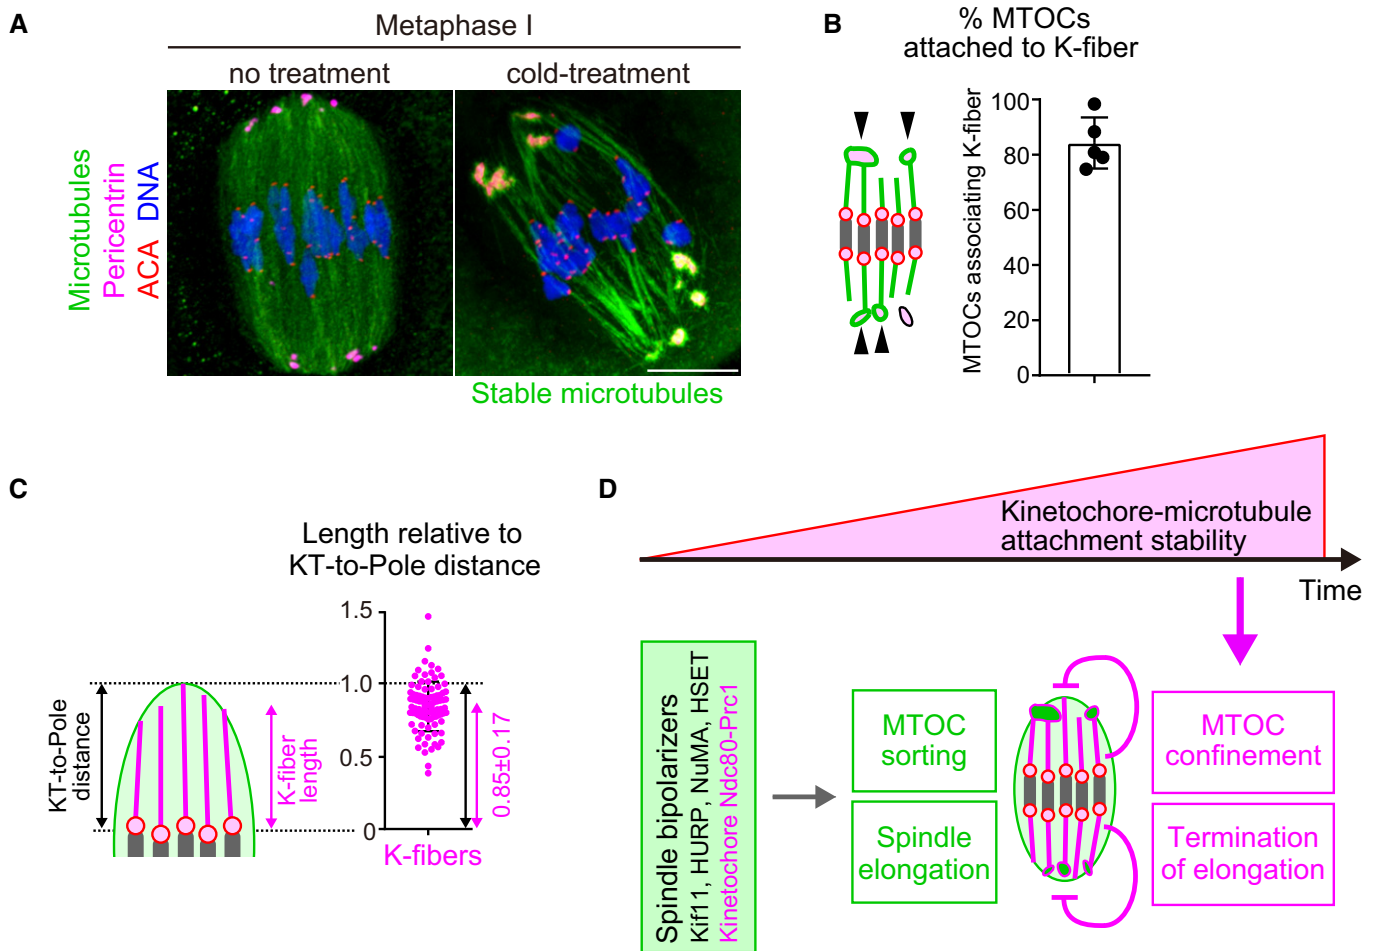 A
Metaphase I
no treatment
cold-treatment
Microtubules
Pericentrin
ACA DNA
Stable microtubules
B
% MTOCs
attached to K-fiber
MTOCs associating K-fiber
100
80
60
40
20
0
C
Length relative to
KT-to-Pole distance
KT-to-Pole
distance
K-fiber
length
1.5
1.0
0.5
0
0.85±0.17
K-fibers
D
Kinetochore-microtubule
attachment stability
Time
Spindle bipolarizers
Kif11, HURP, NuMA, HSET
Kinetochore Ndc80-Prc1
MTOC
sorting
Spindle
elongation
MTOC
confinement
Termination
of elongation